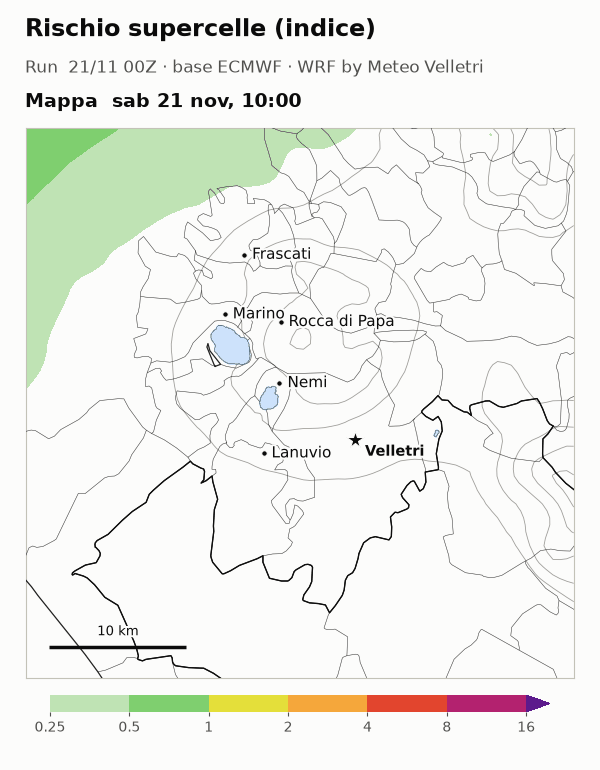 Rischio supercelle (indice)
Run  21/11 00Z · base ECMWF · WRF by Meteo Velletri
Mappa  sab 21 nov, 10:00
Frascati
Marino
Rocca di Papa
Nemi
Velletri
Lanuvio
10 km
0.25 0.5 1 2 4 8 16